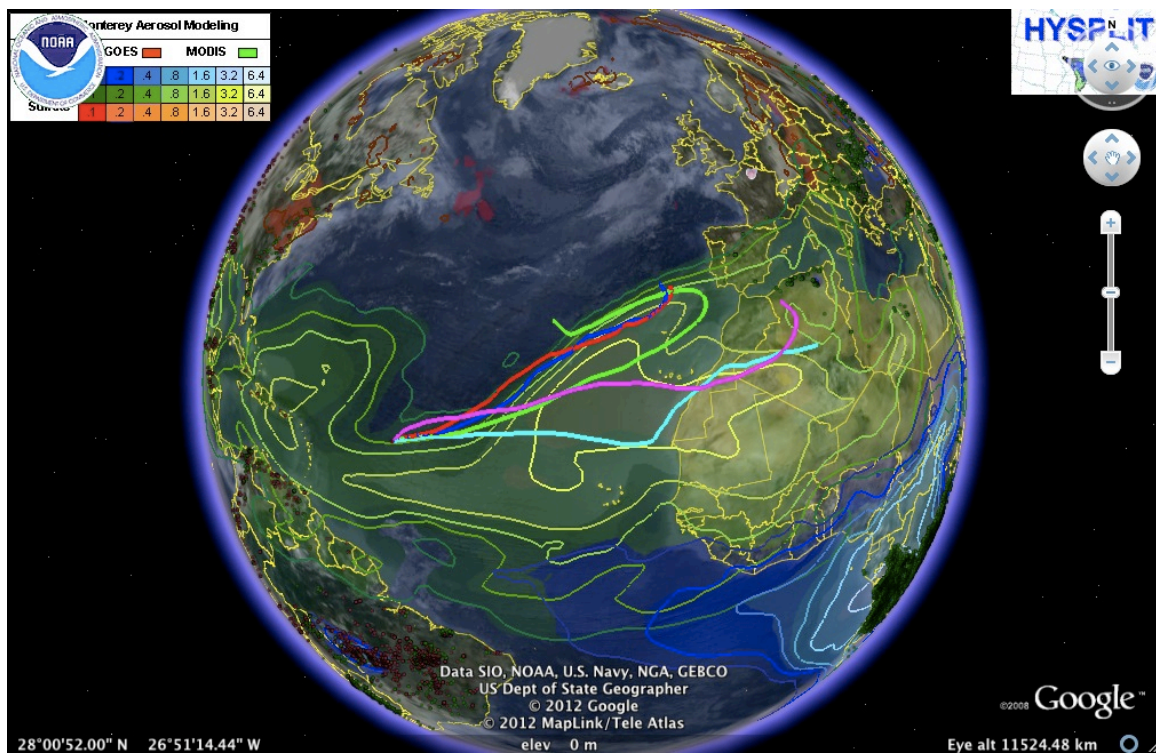 Monterey Aerosol Modeling
NOAA
GOES MODIS
.2 .4 .8 1.6 3.2 6.4
.2 .4 .8 1.6 3.2 6.4
.1 .2 .4 .8 1.6 3.2 6.4
HYSPLIT
N
Data SIO, NOAA, U.S. Navy, NGA, GEBCO
US Dept of State Geographer
© 2012 Google
© 2012 MapLink/Tele Atlas
©2008 Google™
28°00'52.00" N 26°51'14.44" W
elev 0 m
Eye alt 11524.48 km